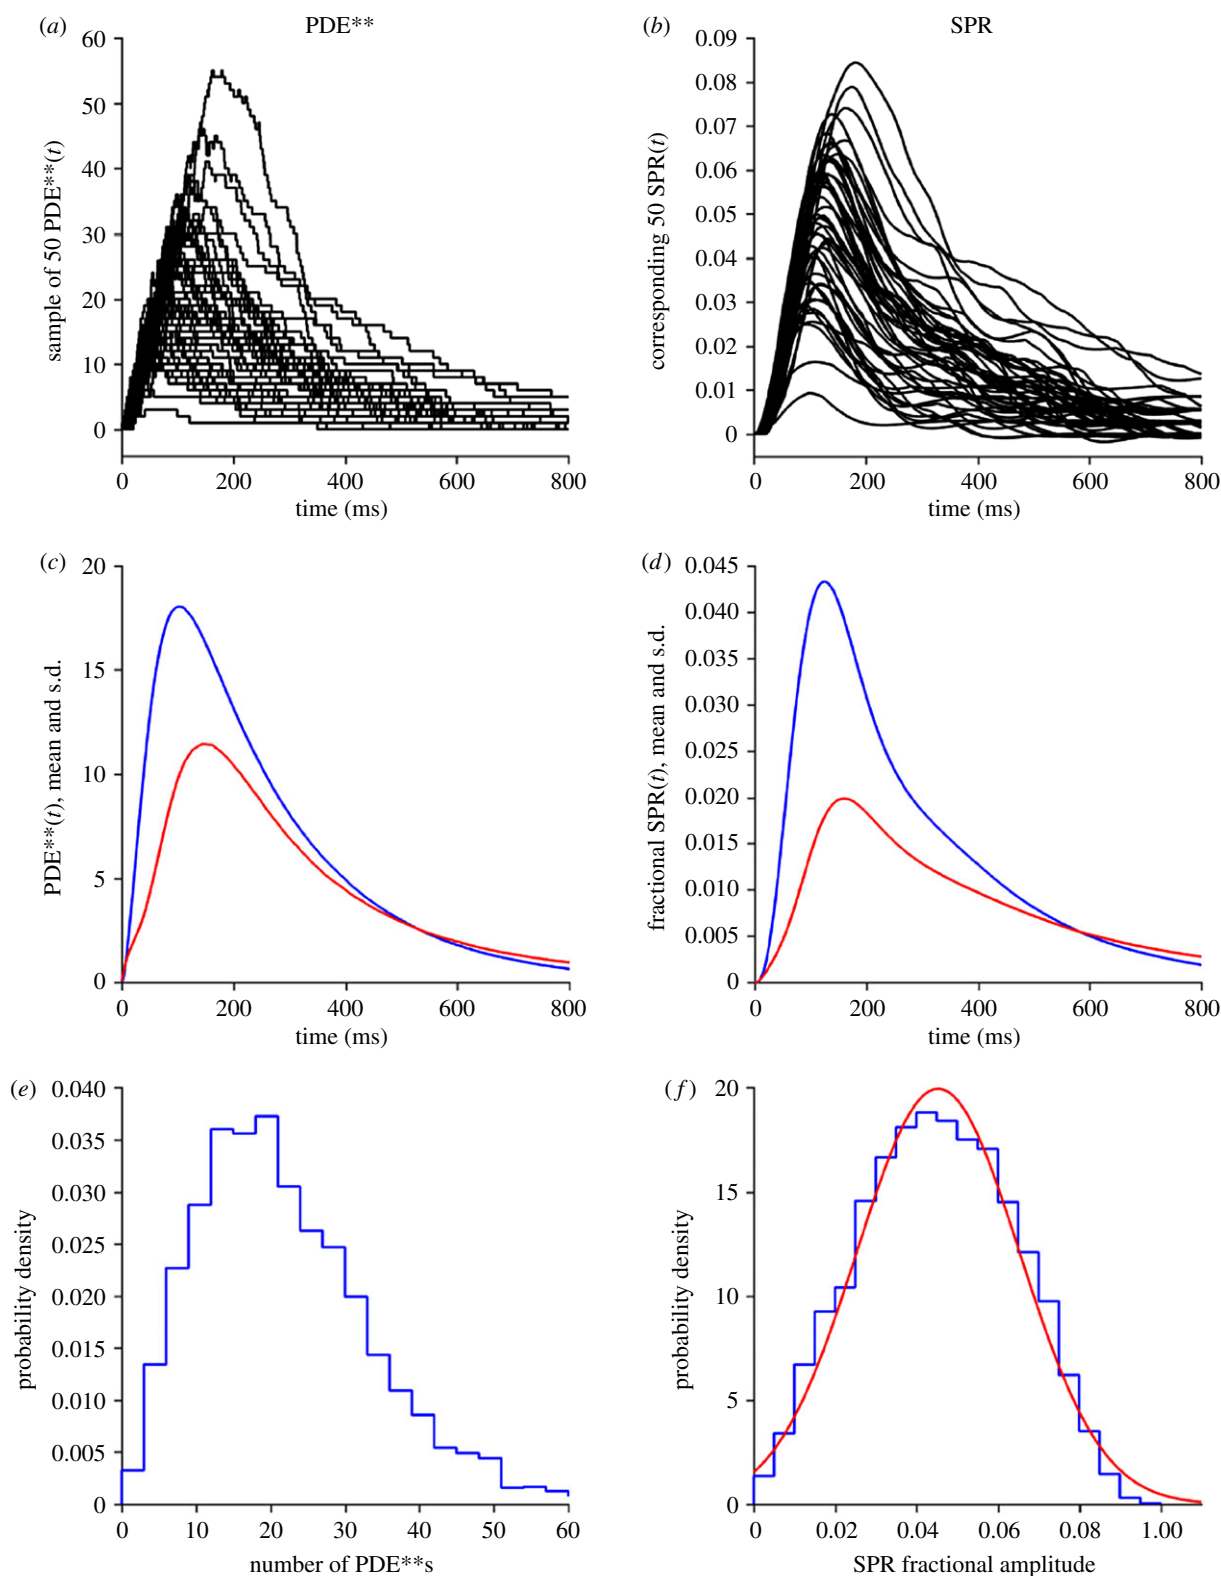 (a) PDE**
60
50
40
30
20
10
0
sample of 50 PDE**(t)
0 200 400 600 800
time (ms)
(b) SPR
0.09
0.08
0.07
0.06
0.05
0.04
0.03
0.02
0.01
0
corresponding 50 SPR(t)
0 200 400 600 800
time (ms)
(c)
20
15
10
5
0
PDE**(t), mean and s.d.
0 200 400 600 800
time (ms)
(d)
0.045
0.040
0.035
0.030
0.025
0.020
0.015
0.010
0.005
0
fractional SPR(t), mean and s.d.
0 200 400 600 800
time (ms)
(e)
0.040
0.035
0.030
0.025
0.020
0.015
0.010
0.005
0
probability density
0 10 20 30 40 50 60
number of PDE**s
(f)
20
15
10
5
0
probability density
0 0.02 0.04 0.06 0.08 1.00
SPR fractional amplitude